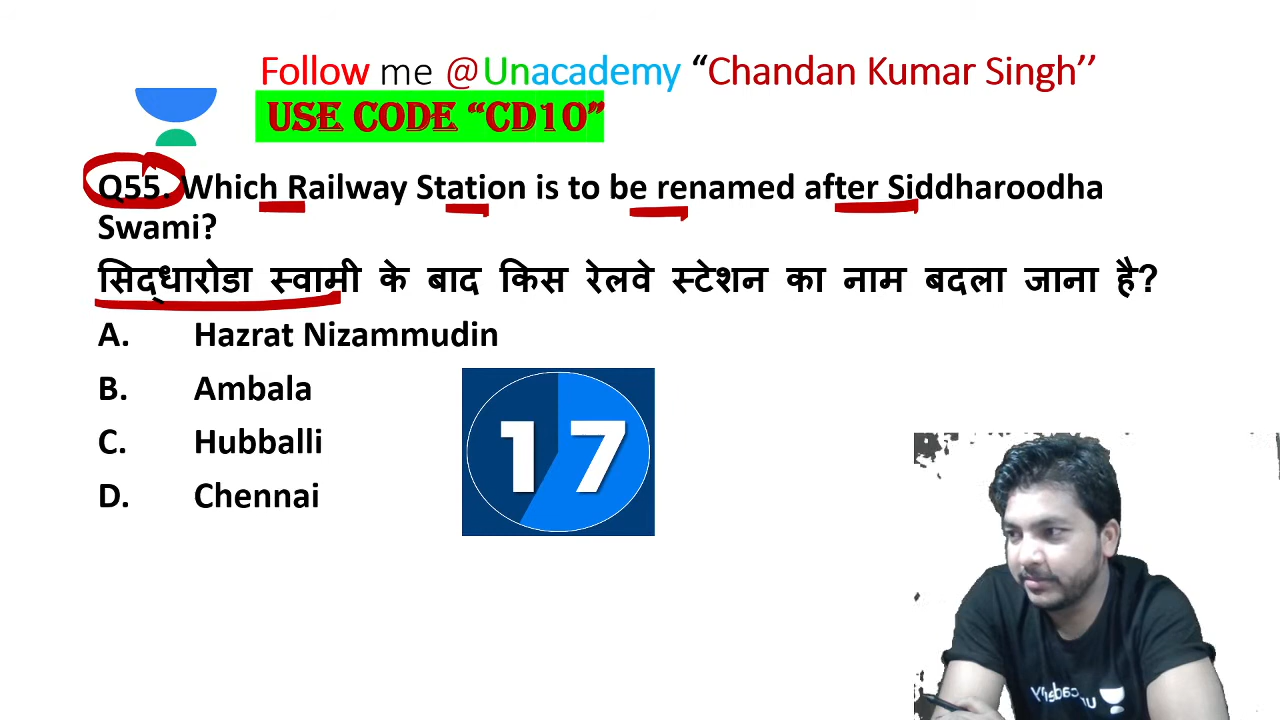 Follow me @Unacademy “Chandan Kumar Singh’’
USE CODE “CD10”
Q55. Which Railway Station is to be renamed after Siddharoodha
Swami?
सिद्धारोडा स्वामी के बाद किस रेलवे स्टेशन का नाम बदला जाना है?
A. Hazrat Nizammudin
B. Ambala
C. Hubballi
D. Chennai
17